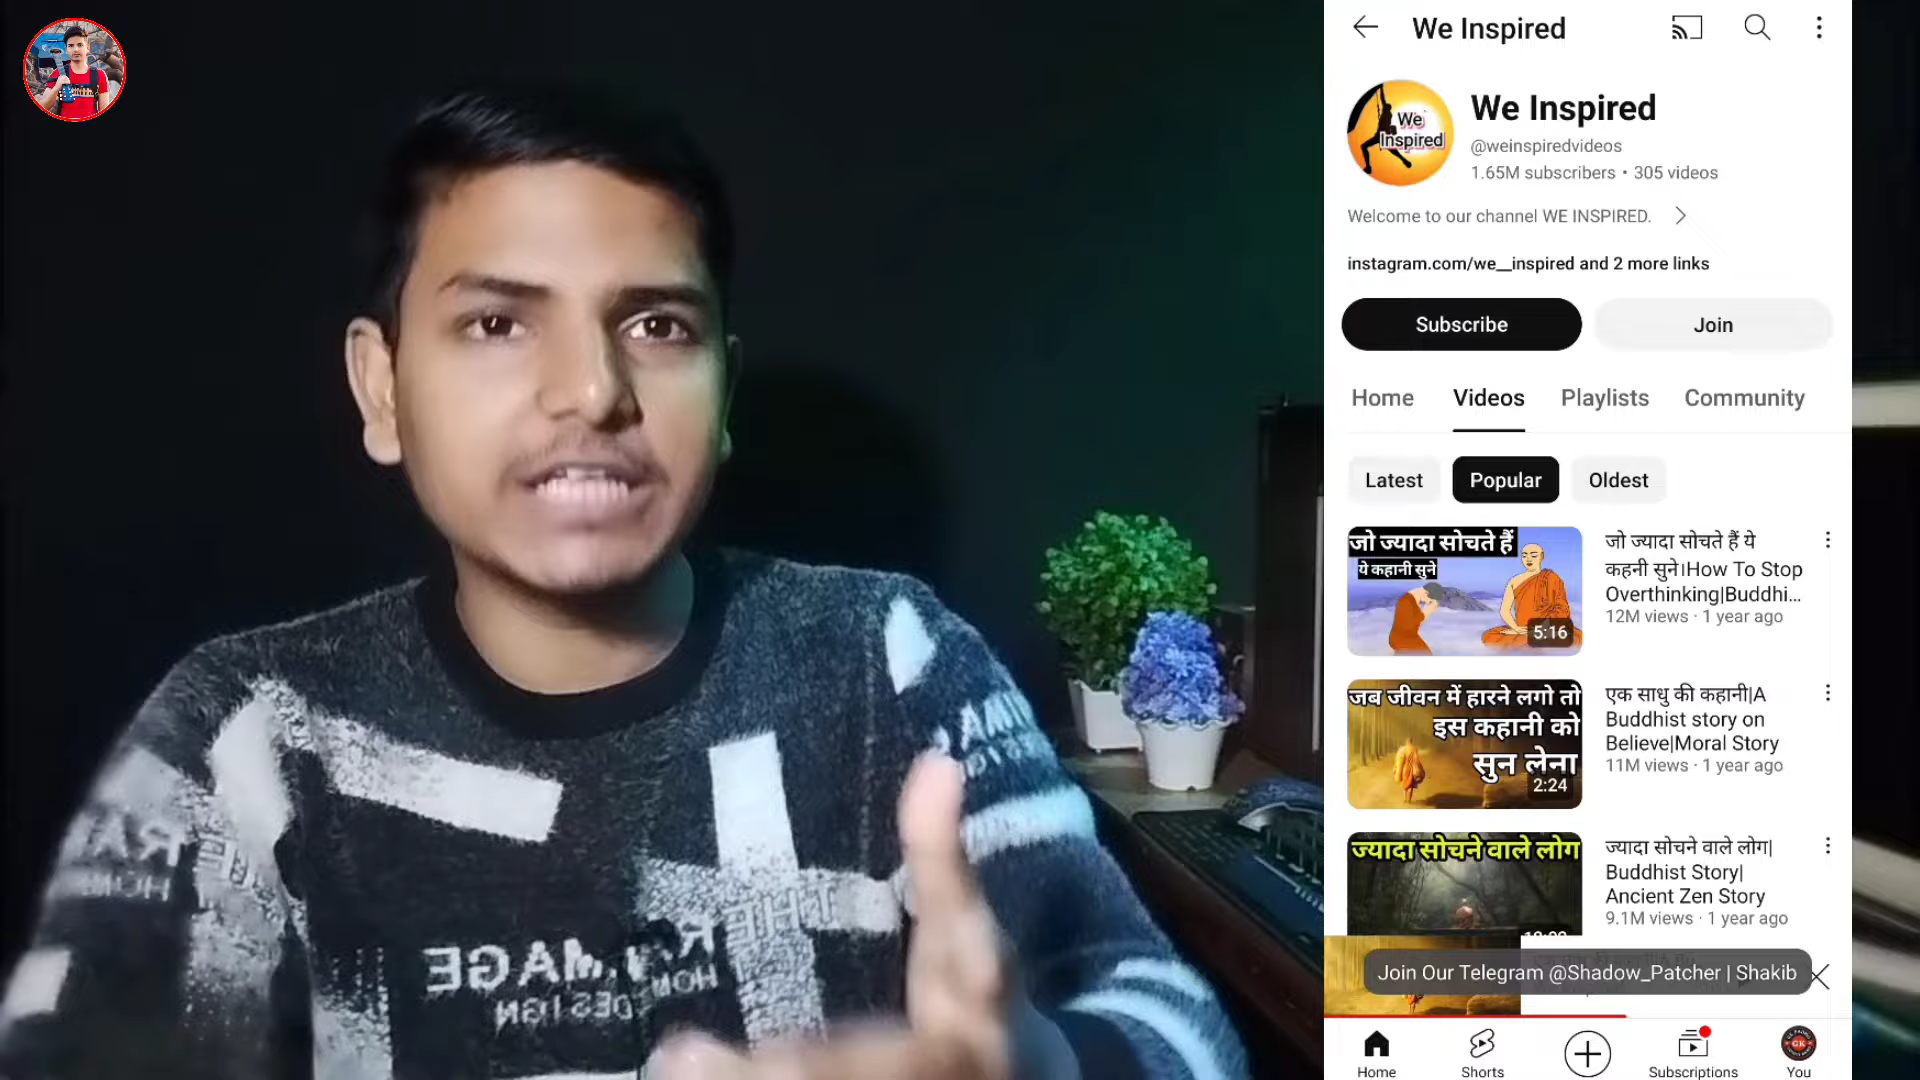 We Inspired
We
Inspired
We Inspired
@weinspiredvideos
1.65M subscribers • 305 videos
Welcome to our channel WE INSPIRED.
instagram.com/we__inspired and 2 more links
Subscribe
Join
Home
Videos
Playlists
Community
Latest
Popular
Oldest
जो ज्यादा सोचते हैं
ये कहानी सुने
5:16
जो ज्यादा सोचते हैं ये
कहनी सुने।How To Stop
Overthinking|Buddhi...
12M views · 1 year ago
जब जीवन में हारने लगो तो
इस कहानी को
सुन लेना
2:24
एक साधु की कहानी|A
Buddhist story on
Believe|Moral Story
11M views · 1 year ago
ज्यादा सोचने वाले लोग
ज्यादा सोचने वाले लोग|
Buddhist Story|
Ancient Zen Story
9.1M views · 1 year ago
Join Our Telegram @Shadow_Patcher | Shakib
Home
Shorts
Subscriptions
You
GK
THE
HOME
DESIGN